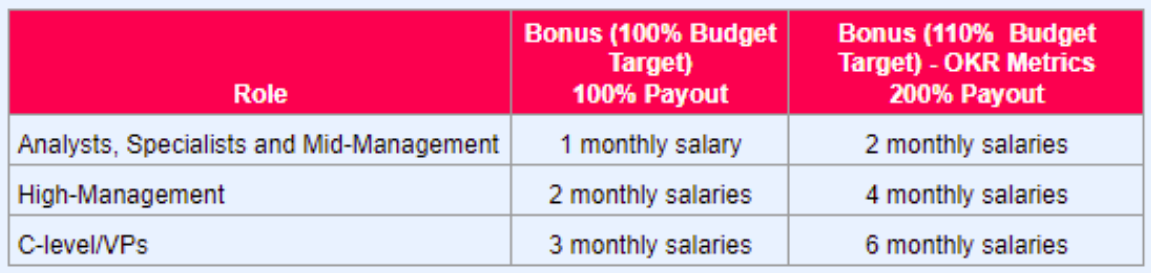 Role
Bonus (100% Budget
Target)
100% Payout
Bonus (110% Budget
Target) - OKR Metrics
200% Payout
Analysts, Specialists and Mid-Management
1 monthly salary
2 monthly salaries
High-Management
2 monthly salaries
4 monthly salaries
C-level/VPs
3 monthly salaries
6 monthly salaries